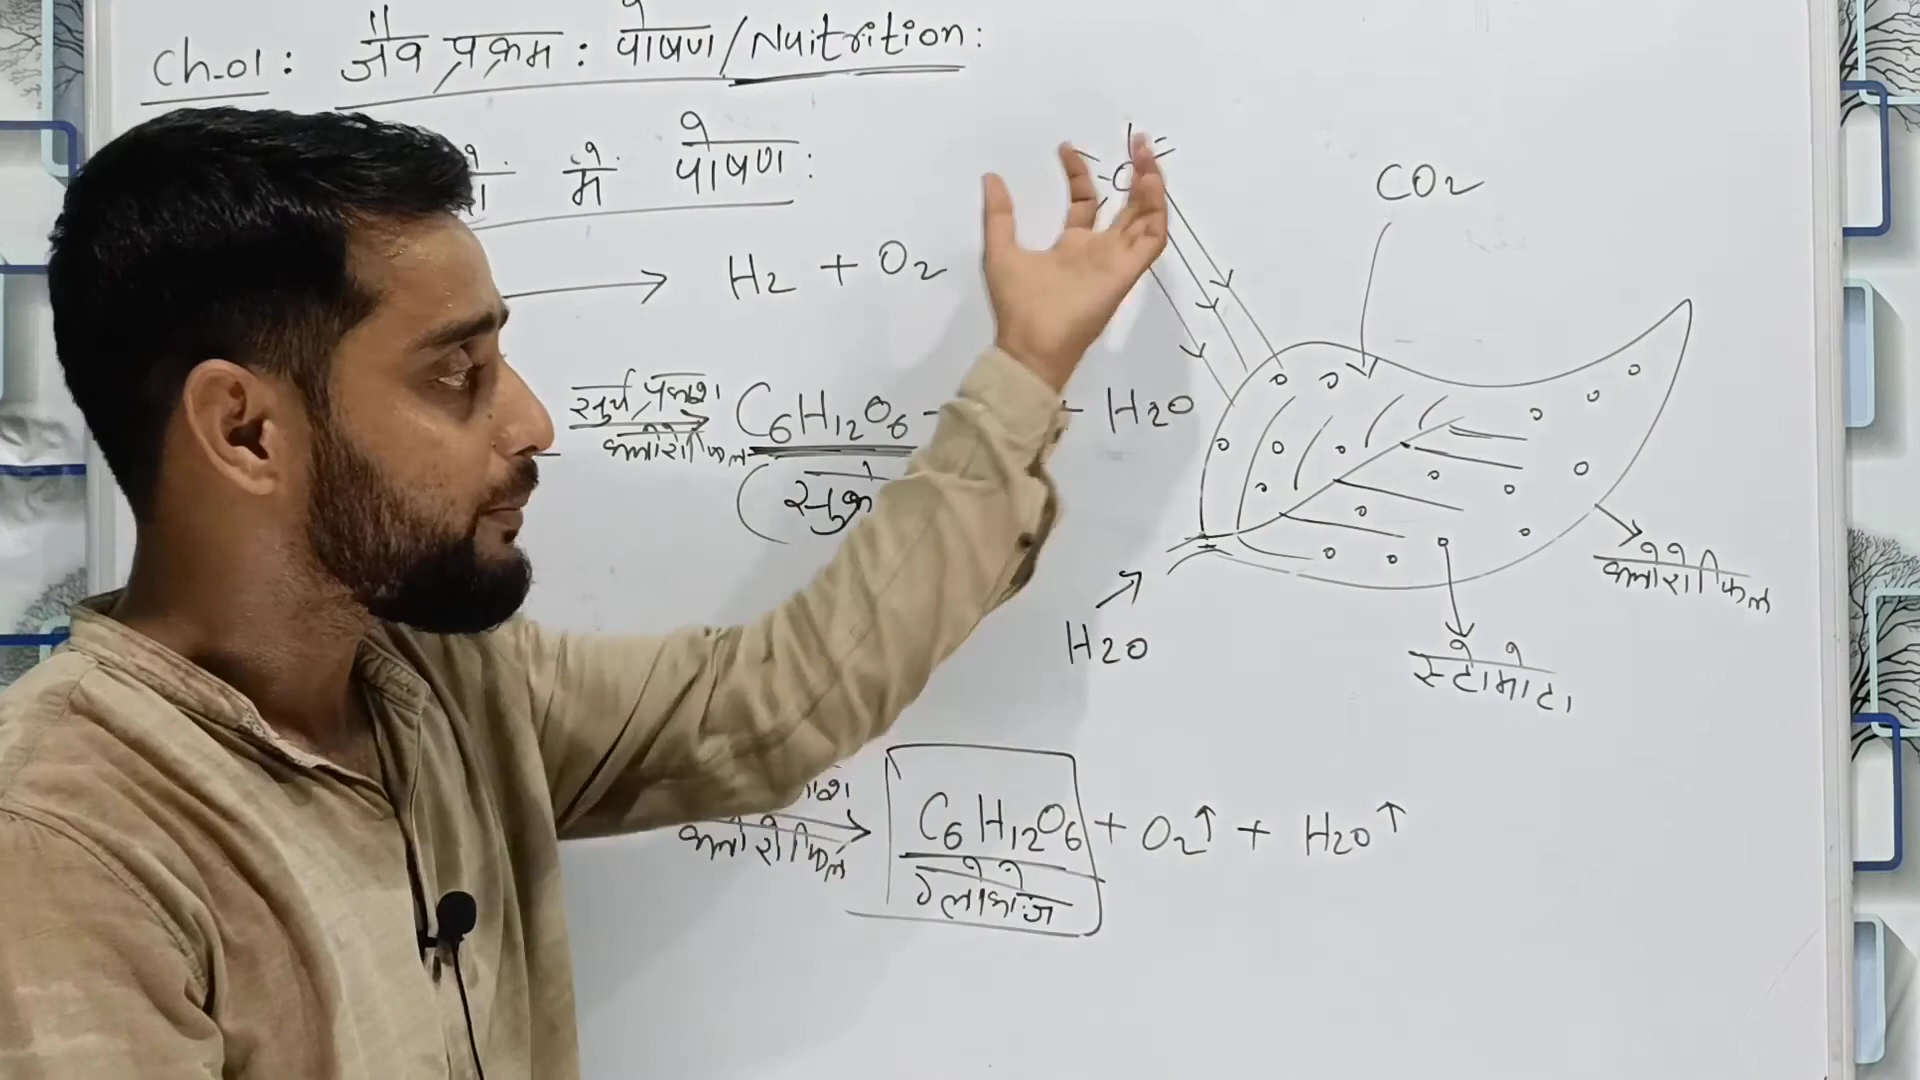 Ch-01: जैव प्रक्रम: पोषण/Nuitrition:
में पोषण:
→ H2 + O2
CO2
सूर्य प्रकाश
क्लोरोफिल
C6H12O6 + H2O
H2O
क्लोरोफिल
स्टोमेटा
क्लोरोफिल
C6H12O6 + O2↑ + H2O↑